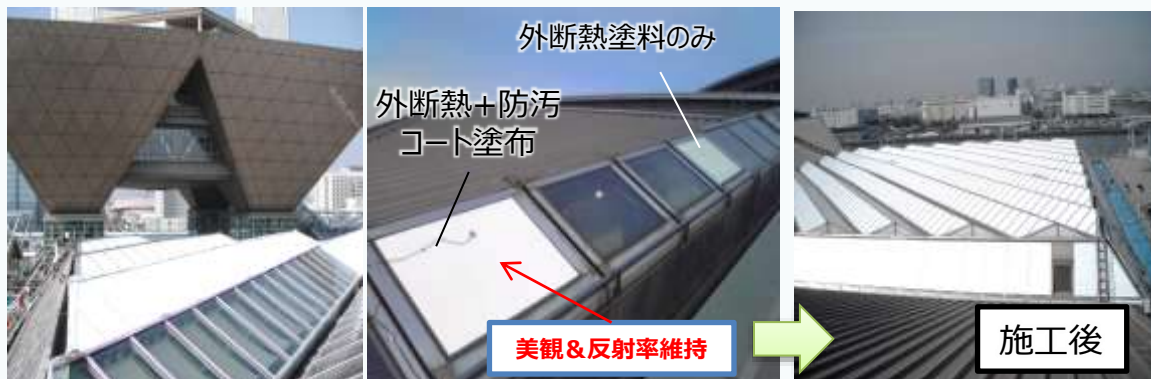 外断熱塗料のみ
外断熱+防汚
コート塗布
美観&反射率維持
施工後